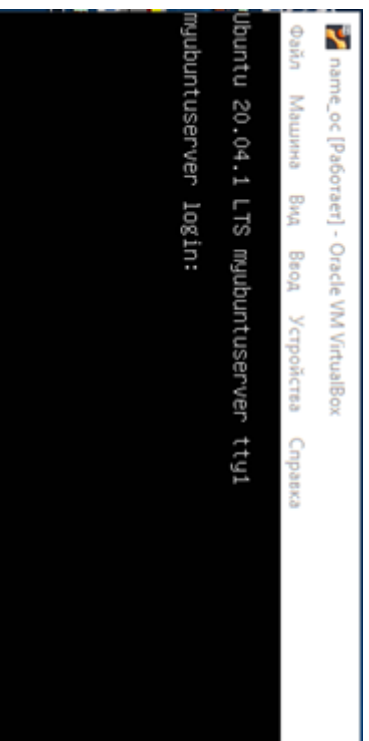 name_oc [Работает] - Oracle VM VirtualBox
Файл Машина Вид Ввод Устройства Справка
Ubuntu 20.04.1 LTS myubuntuserver tty1
myubuntuserver login: